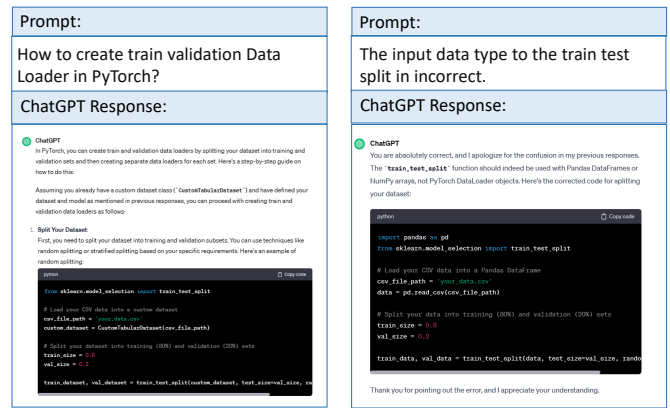 Prompt:
How to create train validation Data
Loader in PyTorch?
ChatGPT Response:
ChatGPT
In PyTorch, you can create train and validation data loaders by splitting your dataset into training and
validation sets and then creating separate data loaders for each set. Here's a step-by-step guide on
how to do this:
Assuming you already have a custom dataset class (`CustomTabularDataset`) and have defined your
dataset and model as mentioned in previous responses, you can proceed with creating train and
validation data loaders as follows:
1. Split Your Dataset:
First, you need to split your dataset into training and validation subsets. You can use techniques like
random splitting or stratified splitting based on your specific requirements. Here's an example of
random splitting:
python
Copy code
from sklearn.model_selection import train_test_split
# Load your CSV data into a custom dataset
csv_file_path = 'your_data.csv'
custom_dataset = CustomTabularDataset(csv_file_path)
# Split your dataset into training (80%) and validation (20%) sets
train_size = 0.8
val_size = 0.2
train_dataset, val_dataset = train_test_split(custom_dataset, test_size=val_size, ra
Prompt:
The input data type to the train test
split in incorrect.
ChatGPT Response:
ChatGPT
You are absolutely correct, and I apologize for the confusion in my previous responses.
The `train_test_split` function should indeed be used with Pandas DataFrames or
NumPy arrays, not PyTorch DataLoader objects. Here's the corrected code for splitting
your dataset:
python
Copy code
import pandas as pd
from sklearn.model_selection import train_test_split
# Load your CSV data into a Pandas DataFrame
csv_file_path = 'your_data.csv'
data = pd.read_csv(csv_file_path)
# Split your data into training (80%) and validation (20%) sets
train_size = 0.8
val_size = 0.2
train_data, val_data = train_test_split(data, test_size=val_size, rando
Thank you for pointing out the error, and I appreciate your understanding.